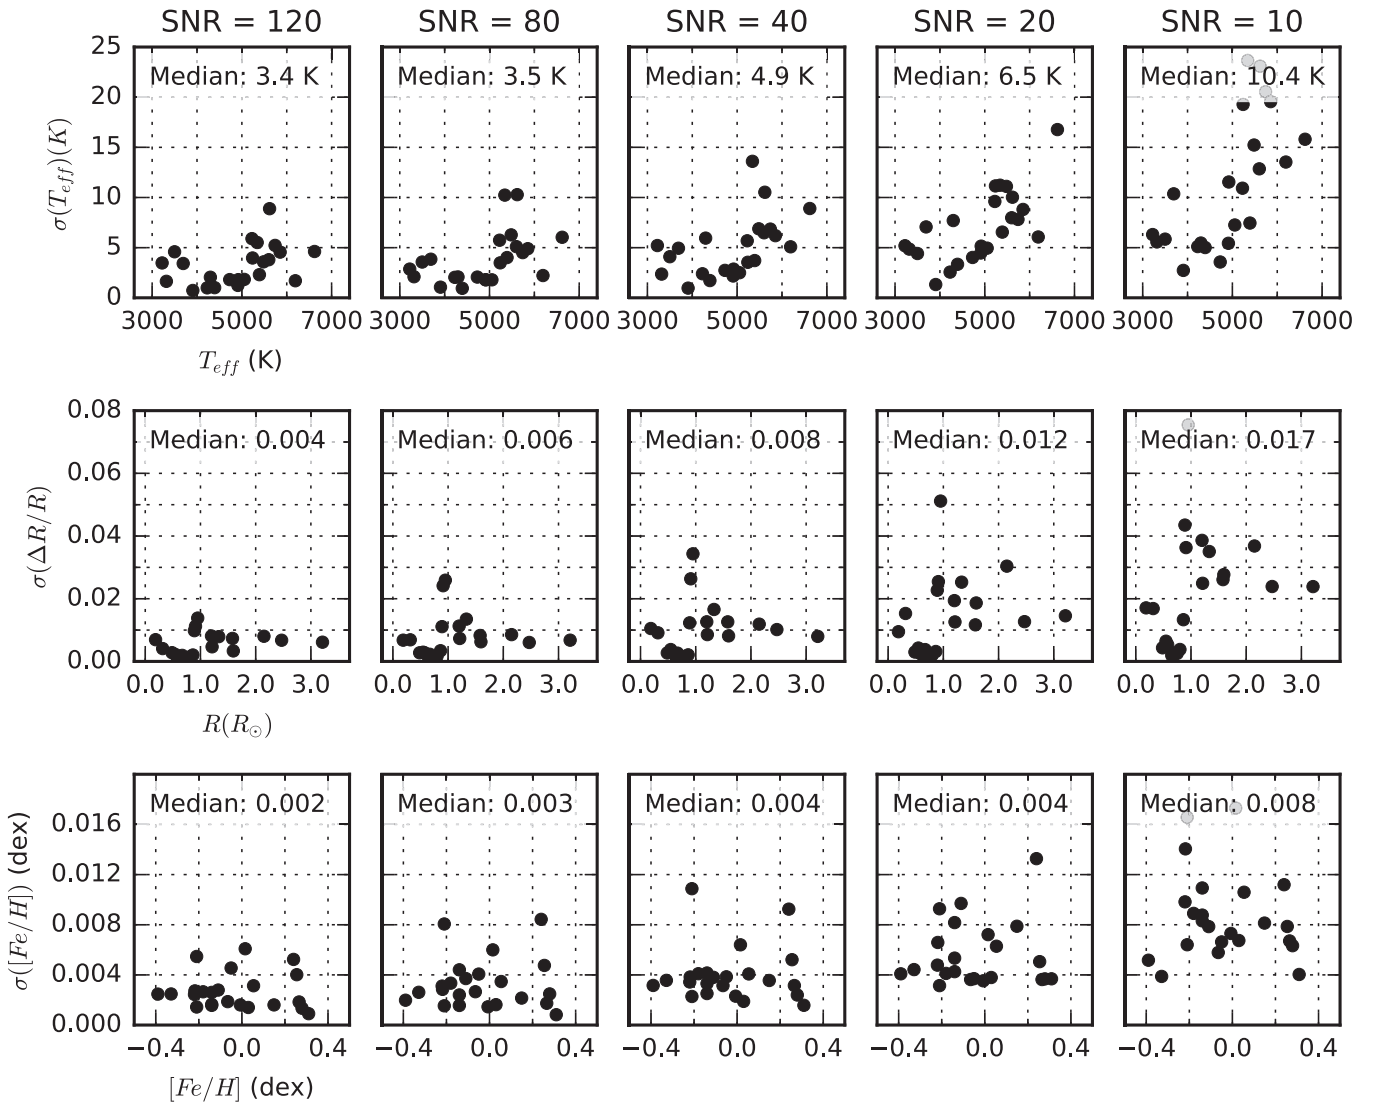 SNR = 120 SNR = 80 SNR = 40 SNR = 20 SNR = 10
25
Median: 3.4 K Median: 3.5 K Median: 4.9 K Median: 6.5 K Median: 10.4 K
20
15
10
5
0
σ(T_eff)(K)
3000 5000 7000 3000 5000 7000 3000 5000 7000 3000 5000 7000 3000 5000 7000
T_eff (K)
0.08
Median: 0.004 Median: 0.006 Median: 0.008 Median: 0.012 Median: 0.017
0.06
0.04
0.02
0.00
σ(ΔR/R)
0.0 1.0 2.0 3.0 0.0 1.0 2.0 3.0 0.0 1.0 2.0 3.0 0.0 1.0 2.0 3.0 0.0 1.0 2.0 3.0
R(R_⊙)
Median: 0.002 Median: 0.003 Median: 0.004 Median: 0.004 Median: 0.008
0.016
0.012
0.008
0.004
0.000
σ([Fe/H]) (dex)
−0.4 0.0 0.4 −0.4 0.0 0.4 −0.4 0.0 0.4 −0.4 0.0 0.4 −0.4 0.0 0.4
[Fe/H] (dex)